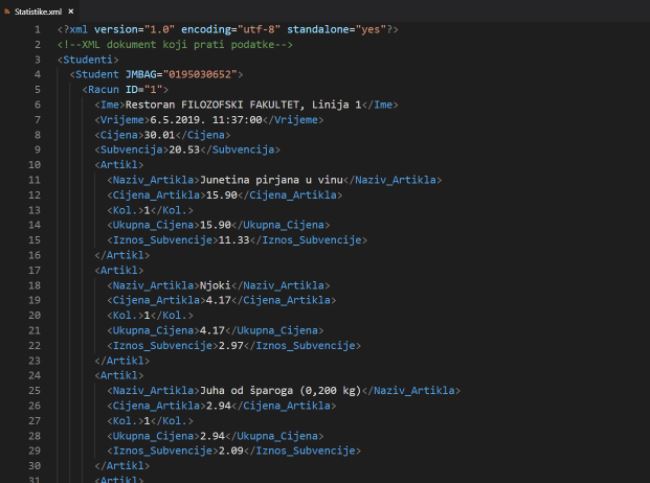 Statistike.xml ×
1 <?xml version="1.0" encoding="utf-8" standalone="yes"?>
2 <!--XML dokument koji prati podatke-->
3 <Studenti>
4 <Student JMBAG="0195030652">
5 <Racun ID="1">
6 <Ime>Restoran FILOZOFSKI FAKULTET, Linija 1</Ime>
7 <Vrijeme>6.5.2019. 11:37:00</Vrijeme>
8 <Cijena>30.01</Cijena>
9 <Subvencija>20.53</Subvencija>
10 <Artikl>
11 <Naziv_Artikla>Junetina pirjana u vinu</Naziv_Artikla>
12 <Cijena_Artikla>15.90</Cijena_Artikla>
13 <Kol.>1</Kol.>
14 <Ukupna_Cijena>15.90</Ukupna_Cijena>
15 <Iznos_Subvencije>11.33</Iznos_Subvencije>
16 </Artikl>
17 <Artikl>
18 <Naziv_Artikla>Njoki</Naziv_Artikla>
19 <Cijena_Artikla>4.17</Cijena_Artikla>
20 <Kol.>1</Kol.>
21 <Ukupna_Cijena>4.17</Ukupna_Cijena>
22 <Iznos_Subvencije>2.97</Iznos_Subvencije>
23 </Artikl>
24 <Artikl>
25 <Naziv_Artikla>Juha od šparoga (0,200 kg)</Naziv_Artikla>
26 <Cijena_Artikla>2.94</Cijena_Artikla>
27 <Kol.>1</Kol.>
28 <Ukupna_Cijena>2.94</Ukupna_Cijena>
29 <Iznos_Subvencije>2.09</Iznos_Subvencije>
30 </Artikl>
31 <Artikl>